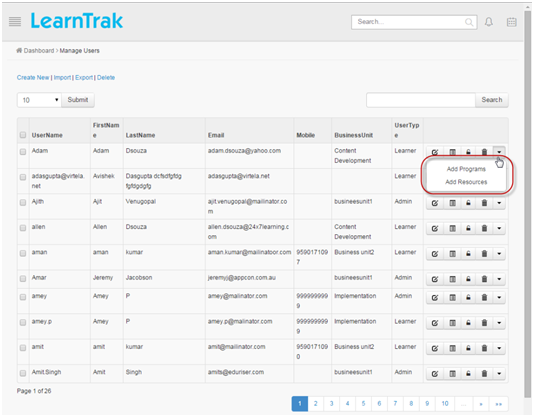 LearnTrak
Search...
Dashboard > Manage Users
Create New | Import | Export | Delete
10 Submit Search
UserName FirstName LastName Email Mobile BusinessUnit UserType
Adam Adam Dsouza adam.dsouza@yahoo.com Content Development Learner
Add Programs
Add Resources
adasgupta@virtela.net Avishek Dasgupta adasgupta@virtela.net Learner
Ajith Ajit Venugopal ajit.venugopal@mailinator.com businessunit1 Admin
allen Allen Dsouza allen.dsouza@24x7learning.com Content Development Learner
aman aman kumar aman.kumar@mailinatoor.com 9590171097 Business unit2 Learner
Amar Jeremy Jacobson jeremyj@appcon.com.au businessunit1 Admin
amey Amey P amey@malinator.com 9999999999 Implementation Admin
amey.p Amey P amey.p@malinator.com 9999999999 Implementation Learner
amit amit kumar amit@mailinator.com 9590171090 Business unit2 Learner
Amit.Singh Amit Singh amits@eduriser.com businessunit1 Learner
Page 1 of 26
1 2 3 4 5 6 7 8 9 10 ... » »»